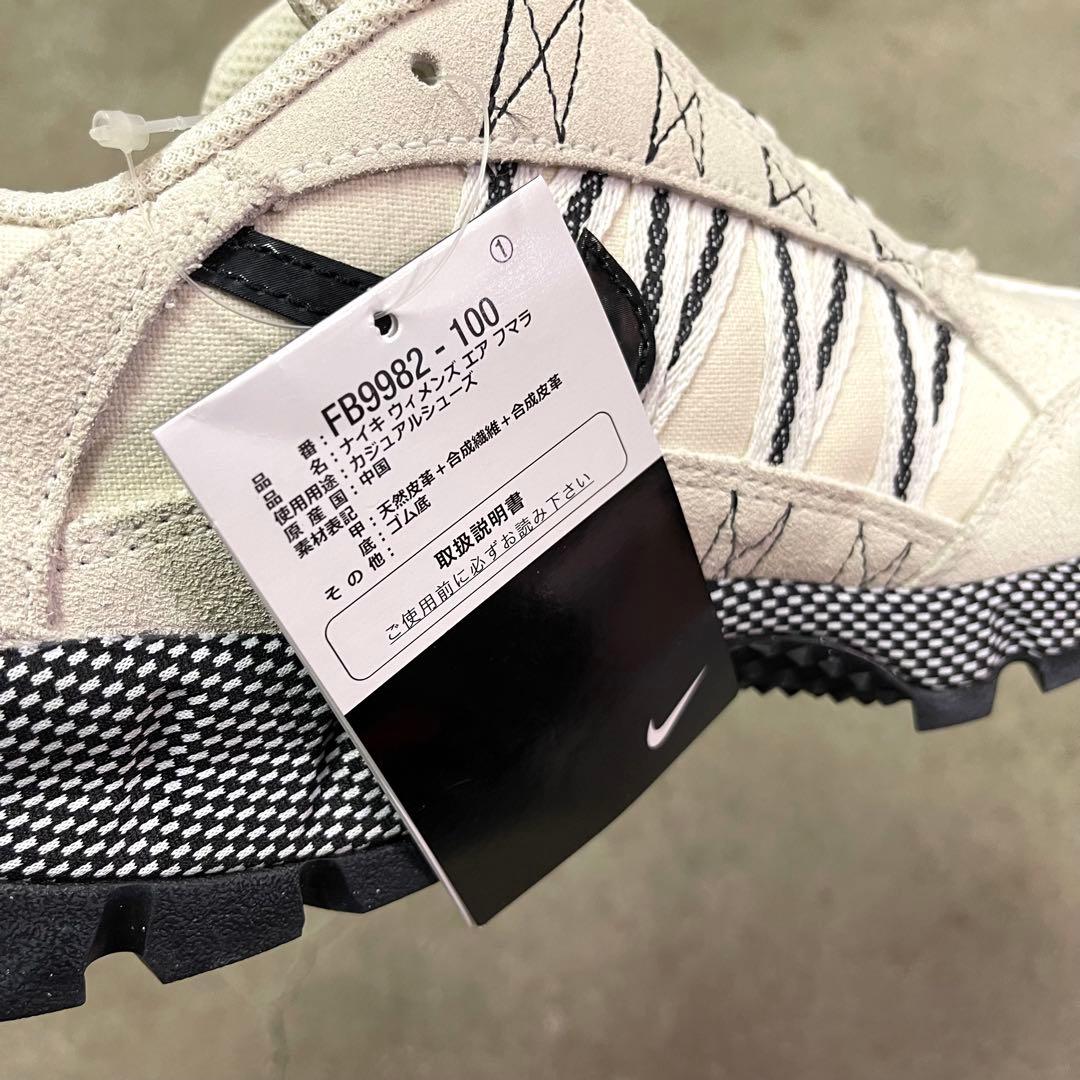 ①
品番：FB9982 - 100
品名：ナイキ ウィメンズ エア フマラ
使用用途：カジュアルシューズ
原産国：中国
素材表記 甲：天然皮革＋合成繊維＋合成皮革
底：ゴム底
その他：
取扱説明書
ご使用前に必ずお読み下さい